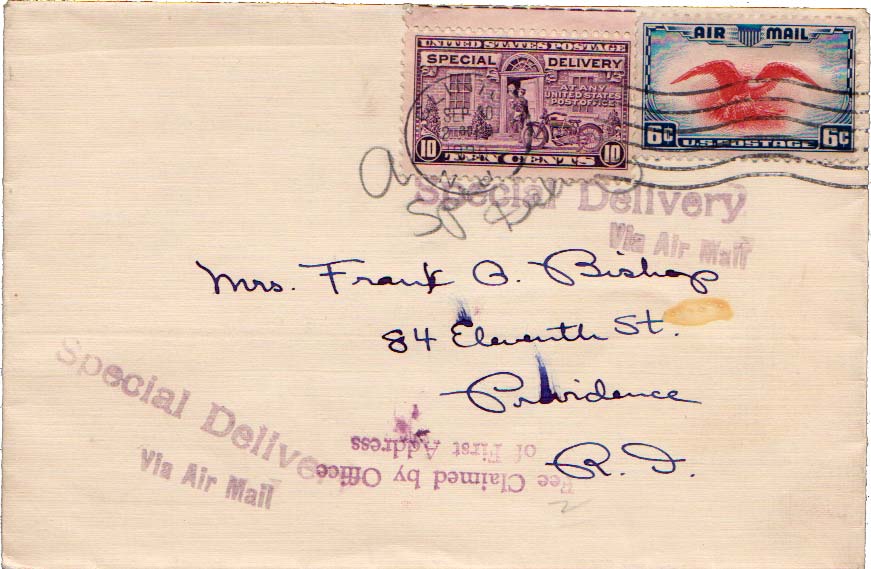 UNITED STATES POSTAGE
SPECIAL DELIVERY
AT ANY
UNITED STATES
POST OFFICE
10 TEN CENTS 10
AIR MAIL
6¢ 6¢
U.S. POSTAGE
SEP
Special Delivery
Via Air Mail
Mrs. Frank B. Bishop
84 Eleventh St.
Providence
R. I.
Special Delivery
Via Air Mail
Fee Claimed by Office
of First Address